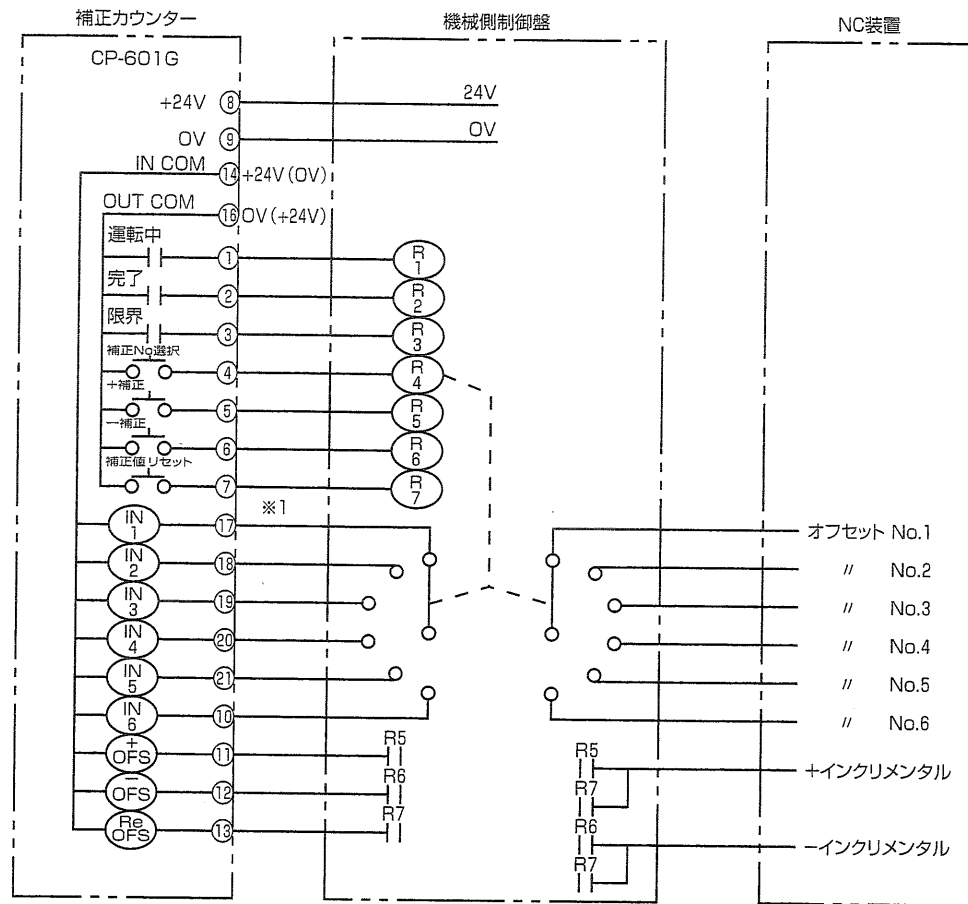 補正カウンター
機械側制御盤
NC装置
CP-601G
+24V ⑧ 24V
0V ⑨ 0V
IN COM ⑭ +24V(0V)
OUT COM ⑯ 0V(+24V)
運転中 ① R1
完了 ② R2
限界 ③ R3
補正No選択 ④ R4
+補正 ⑤ R5
−補正 ⑥ R6
補正値リセット ⑦ R7
※1
IN1 ⑰ オフセット No.1
IN2 ⑱ 〃 No.2
IN3 ⑲ 〃 No.3
IN4 ⑳ 〃 No.4
IN5 ㉑ 〃 No.5
IN6 ⑩ 〃 No.6
+OFS ⑪ R5 R5 +インクリメンタル
R7
−OFS ⑫ R6 R6 −インクリメンタル
Re OFS ⑬ R7 R7